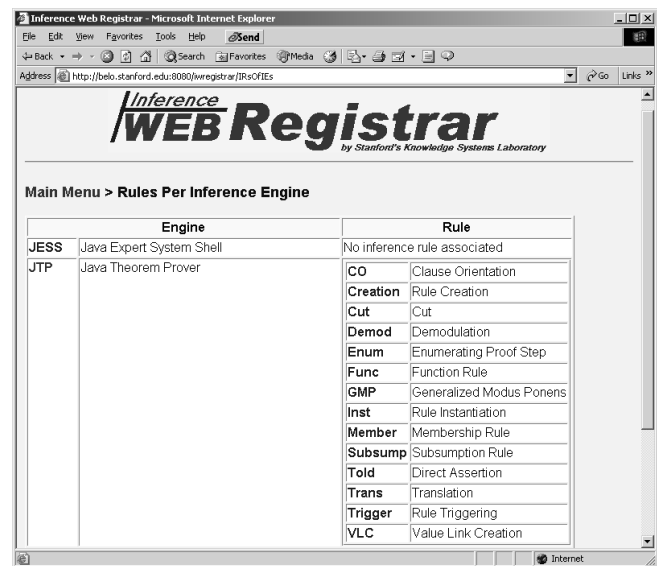 Inference Web Registrar - Microsoft Internet Explorer
File Edit View Favorites Tools Help Send
Back Search Favorites Media
Address http://belo.stanford.edu:8080/iwregistrar/IRsOfIEs Go Links »
Inference
WEB Registrar
by Stanford's Knowledge Systems Laboratory
Main Menu > Rules Per Inference Engine
Engine Rule
JESS Java Expert System Shell No inference rule associated
JTP Java Theorem Prover
CO Clause Orientation
Creation Rule Creation
Cut Cut
Demod Demodulation
Enum Enumerating Proof Step
Func Function Rule
GMP Generalized Modus Ponens
Inst Rule Instantiation
Member Membership Rule
Subsump Subsumption Rule
Told Direct Assertion
Trans Translation
Trigger Rule Triggering
VLC Value Link Creation
Internet